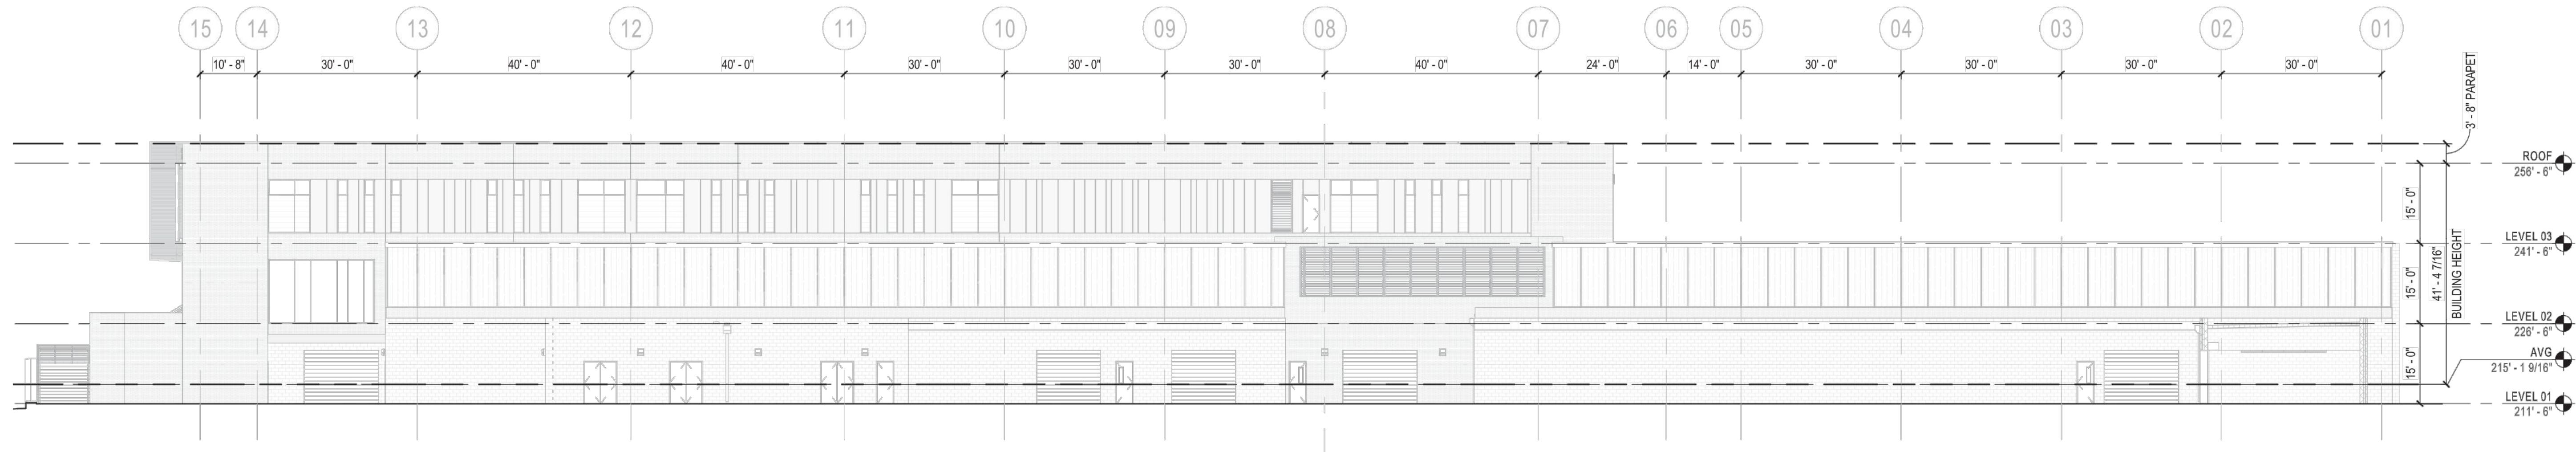 15 14 13 12 11 10 09 08 07 06 05 04 03 02 01
10' - 8" 30' - 0" 40' - 0" 40' - 0" 30' - 0" 30' - 0" 30' - 0" 40' - 0" 24' - 0" 14' - 0" 30' - 0" 30' - 0" 30' - 0" 30' - 0"
3' - 8" PARAPET
ROOF
256' - 6"
15' - 0"
LEVEL 03
241' - 6"
15' - 0"
41' - 4 7/16"
BUILDING HEIGHT
LEVEL 02
226' - 6"
AVG
215' - 1 9/16"
15' - 0"
LEVEL 01
211' - 6"